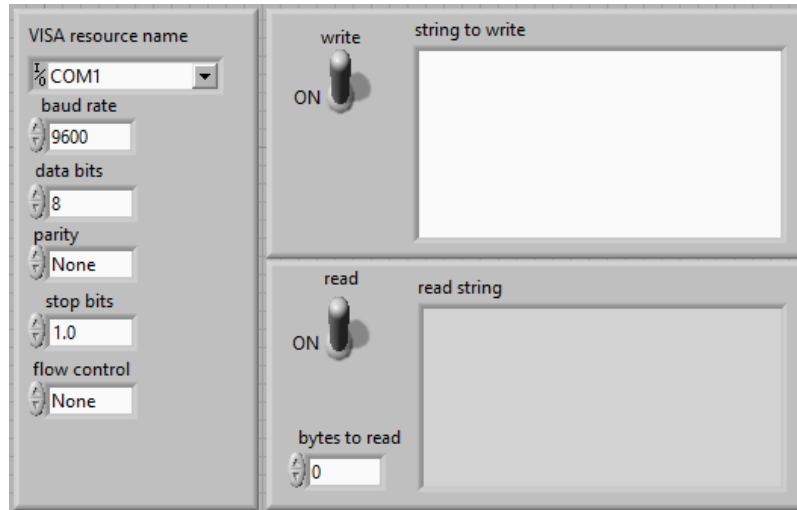 VISA resource name
COM1
baud rate
9600
data bits
8
parity
None
stop bits
1.0
flow control
None
write
ON
string to write
read
ON
read string
bytes to read
0